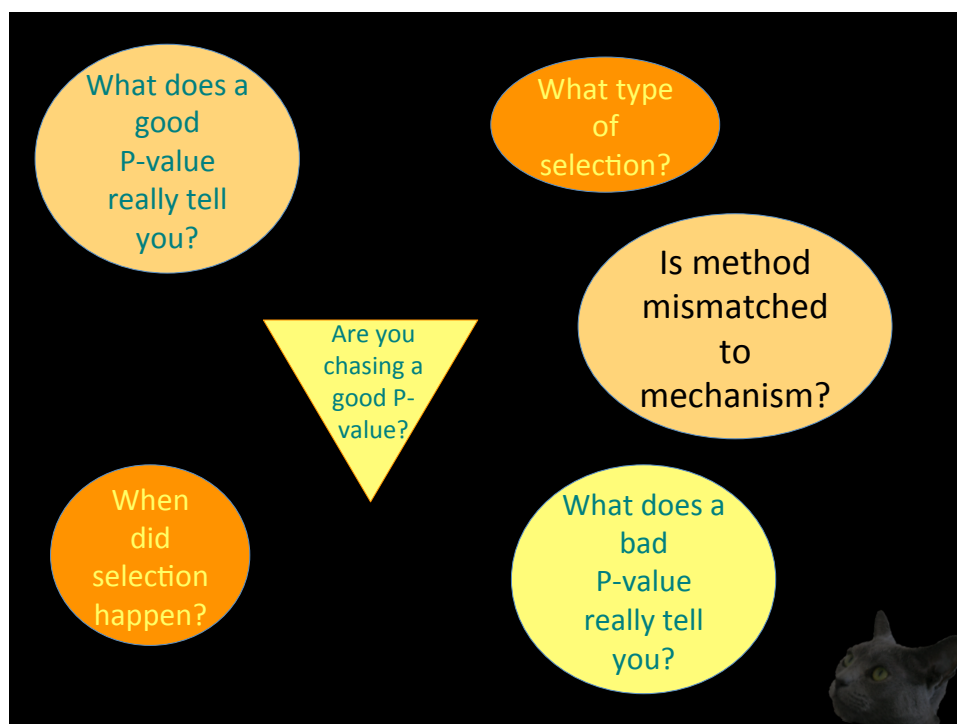 What does a
good
P-value
really tell
you?
What type
of
selection?
Is method
mismatched
to
mechanism?
Are you
chasing a
good P-
value?
When
did
selection
happen?
What does a
bad
P-value
really tell
you?